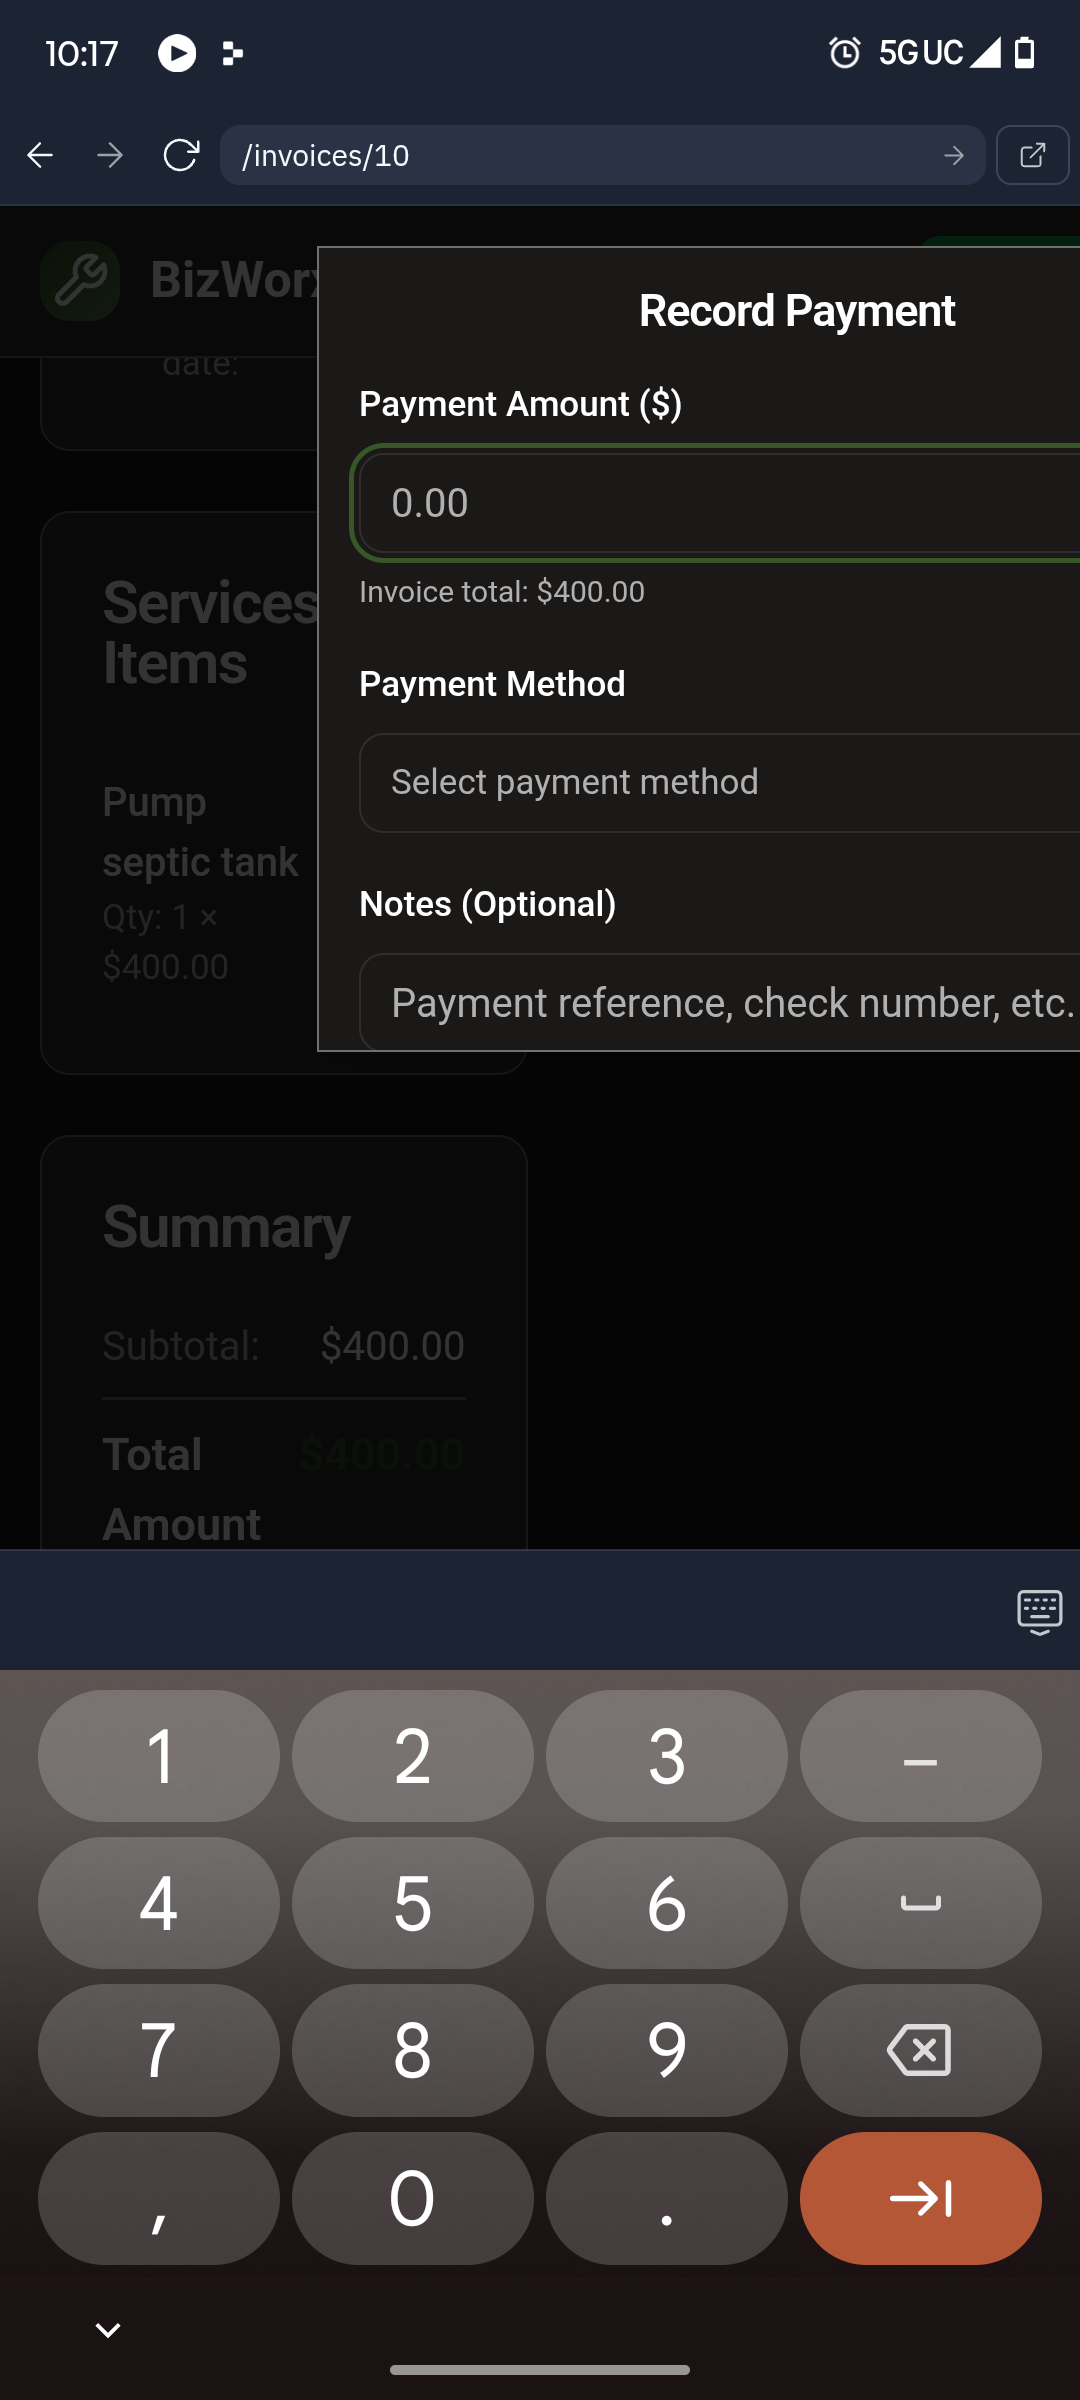 10:17
5G UC
/invoices/10
BizWorx
Record Payment
date:
Payment Amount ($)
0.00
Invoice total: $400.00
Services
Items
Payment Method
Select payment method
Pump
septic tank
Qty: 1 ×
$400.00
Notes (Optional)
Payment reference, check number, etc.
Summary
Subtotal: $400.00
Total $400.00
Amount
1 2 3 –
4 5 6
7 8 9
, 0 .